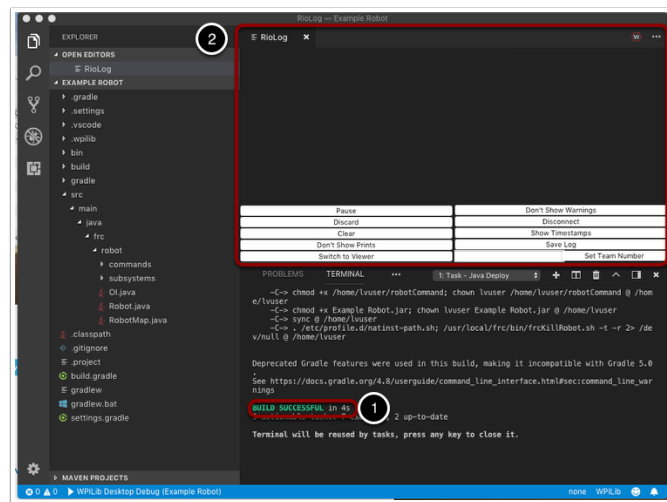 RioLog — Example Robot
EXPLORER
OPEN EDITORS
RioLog
EXAMPLE ROBOT
.gradle
.settings
.vscode
.wpilib
bin
build
gradle
src
main
java
frc
robot
commands
subsystems
OI.java
Robot.java
RobotMap.java
.classpath
.gitignore
.project
build.gradle
gradlew
gradlew.bat
settings.gradle
MAVEN PROJECTS
2
RioLog
W
Pause
Don't Show Warnings
Discard
Disconnect
Clear
Show Timestamps
Don't Show Prints
Save Log
Switch to Viewer
Set Team Number
PROBLEMS TERMINAL ••• 1: Task - Java Deploy
-C-> chmod +x /home/lvuser/robotCommand; chown lvuser /home/lvuser/robotCommand @ /hom
e/lvuser
-C-> chmod +x Example Robot.jar; chown lvuser Example Robot.jar @ /home/lvuser
-C-> sync @ /home/lvuser
-C-> . /etc/profile.d/natinst-path.sh; /usr/local/frc/bin/frcKillRobot.sh -t -r 2> /de
v/null @ /home/lvuser
Deprecated Gradle features were used in this build, making it incompatible with Gradle 5.0
.
See https://docs.gradle.org/4.8/userguide/command_line_interface.html#sec:command_line_war
nings
BUILD SUCCESSFUL in 4s
1
2 up-to-date
Terminal will be reused by tasks, press any key to close it.
0 0 WPILib Desktop Debug (Example Robot)
none WPILib